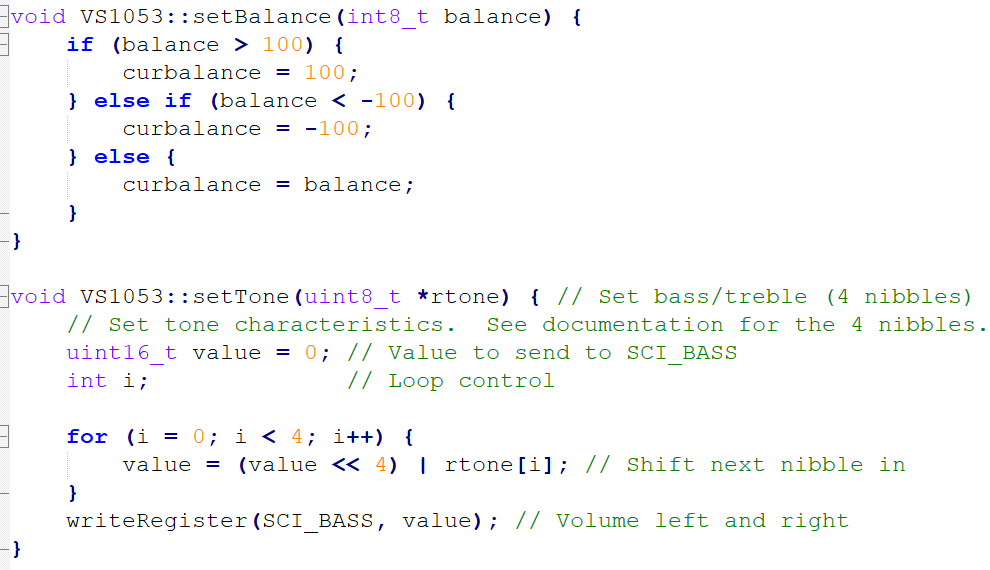 void VS1053::setBalance(int8_t balance) {
    if (balance > 100) {
        curbalance = 100;
    } else if (balance < -100) {
        curbalance = -100;
    } else {
        curbalance = balance;
    }
}

void VS1053::setTone(uint8_t *rtone) { // Set bass/treble (4 nibbles)
    // Set tone characteristics.  See documentation for the 4 nibbles.
    uint16_t value = 0; // Value to send to SCI_BASS
    int i;              // Loop control

    for (i = 0; i < 4; i++) {
        value = (value << 4) | rtone[i]; // Shift next nibble in
    }
    writeRegister(SCI_BASS, value); // Volume left and right
}